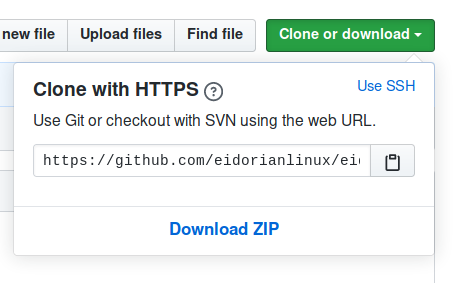 new file Upload files Find file Clone or download
Clone with HTTPS ? Use SSH
Use Git or checkout with SVN using the web URL.
https://github.com/eidorianlinux/eid
Download ZIP